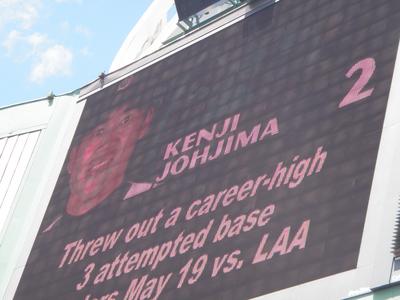 2
KENJI
JOHJIMA
Threw out a career-high
3 attempted base
May 19 vs. LAA